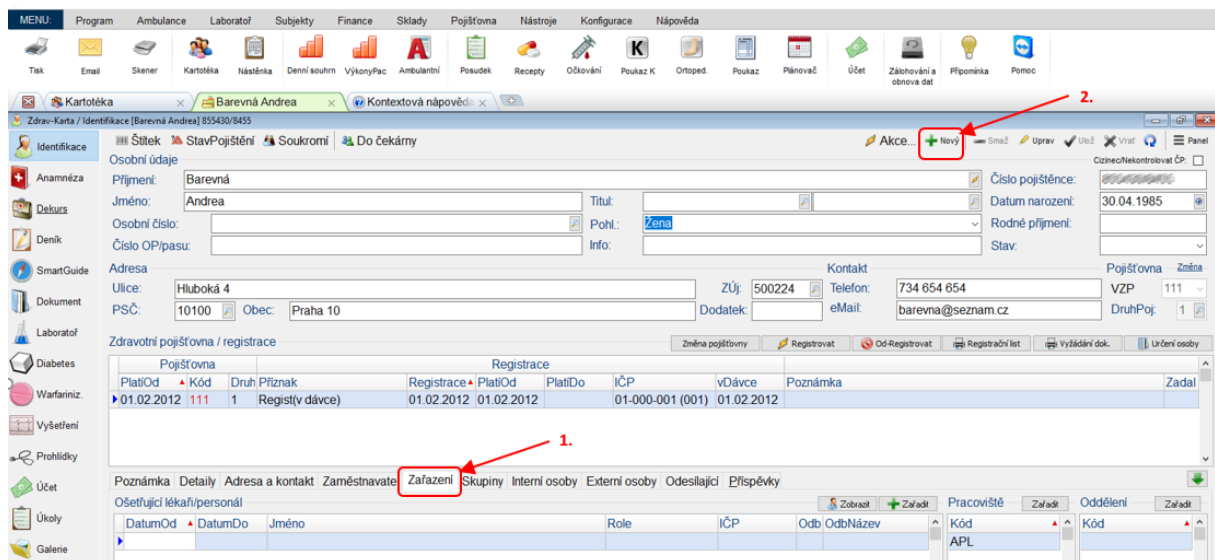 MENU: Program Ambulance Laboratoř Subjekty Finance Sklady Pojišťovna Nástroje Konfigurace Nápověda
Tisk Email Skener Kartotéka Nástěnka Denní souhrn VýkonyPac Ambulantní Posudek Recepty Očkování Poukaz K Ortoped. Poukaz Plánovač Účet Zálohování a obnova dat Připomínka Pomoc
Kartotéka Barevná Andrea Kontextová nápověda
2.
Zdrav-Karta / Identifikace [Barevná Andrea] 855430/8455
Identifikace
Štítek StavPojištění Soukromí Do čekárny Akce... Nový Smaž Uprav Ulož Vrať Panel
Osobní údaje Cizinec/Nekontrolovat ČP:
Příjmení: Barevná Číslo pojištěnce:
Anamnéza
Jméno: Andrea Titul: Datum narození: 30.04.1985
Dekurs
Osobní číslo: Pohl.: Žena Rodné příjmení:
Deník
Číslo OP/pasu: Info: Stav:
SmartGuide
Adresa Kontakt Pojišťovna Změna
Ulice: Hluboká 4 ZÚj: 500224 Telefon: 734 654 654 VZP 111
Dokument
PSČ: 10100 Obec: Praha 10 Dodatek: eMail: barevna@seznam.cz DruhPoj: 1
Laboratoř
Zdravotní pojišťovna / registrace Změna pojišťovny Registrovat Od-Registrovat Registrační list Vyžádání dok. Určení osoby
Diabetes
Pojišťovna Registrace
PlatiOd Kód Druh Příznak Registrace PlatiOd PlatiDo IČP vDávce Poznámka Zadal
Warfariniz.
01.02.2012 111 1 Regist(v dávce) 01.02.2012 01.02.2012 01-000-001 (001) 01.02.2012
Vyšetření
1.
Prohlídky
Poznámka Detaily Adresa a kontakt Zaměstnavatel Zařazení Skupiny Interní osoby Externí osoby Odesílající Příspěvky
Účet
Ošetřující lékaři/personál Zobrazit Zařadit Pracoviště Zařadit Oddělení Zařadit
Úkoly
DatumOd DatumDo Jméno Role IČP Odb OdbNázev Kód Kód
APL
Galerie